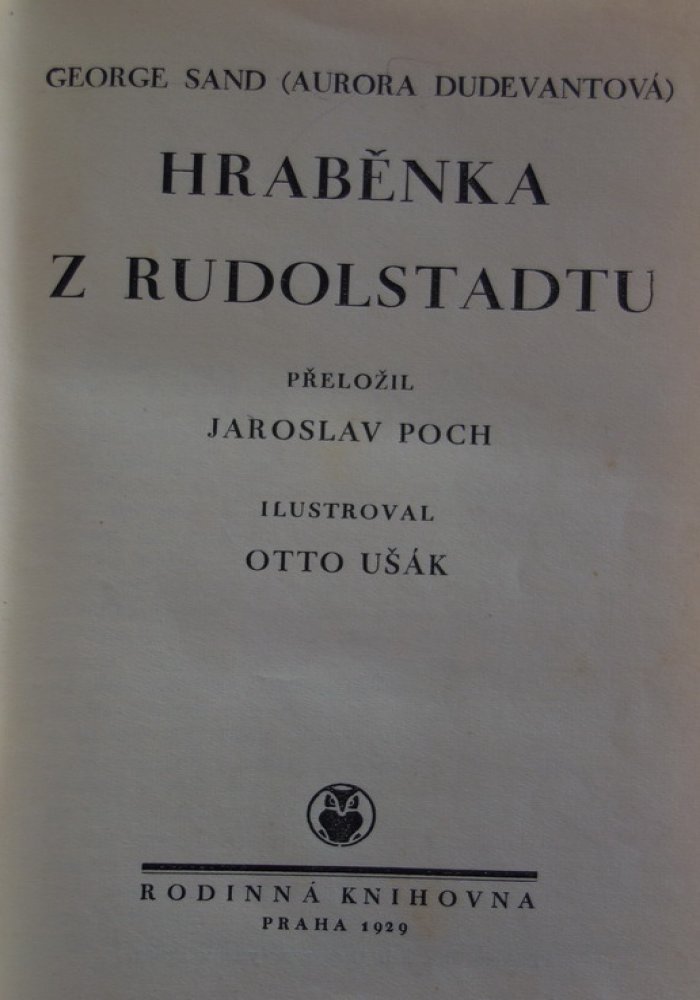 GEORGE SAND (AURORA DUDEVANTOVÁ)
HRABĚNKA
Z RUDOLSTADTU
PŘELOŽIL
JAROSLAV POCH
ILUSTROVAL
OTTO UŠÁK
RODINNÁ KNIHOVNA
PRAHA 1929